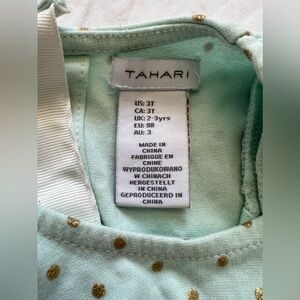 TAHARI
US: 3T
CA: 3T
UK: 2-3yrs
EU: 98
AU: 3
MADE IN
CHINA
FABRIQUE EN
CHINE
WYPRODUKOWANO
W CHINACH
HERGESTELLT
IN CHINA
GEPRODUCEERD IN
CHINA